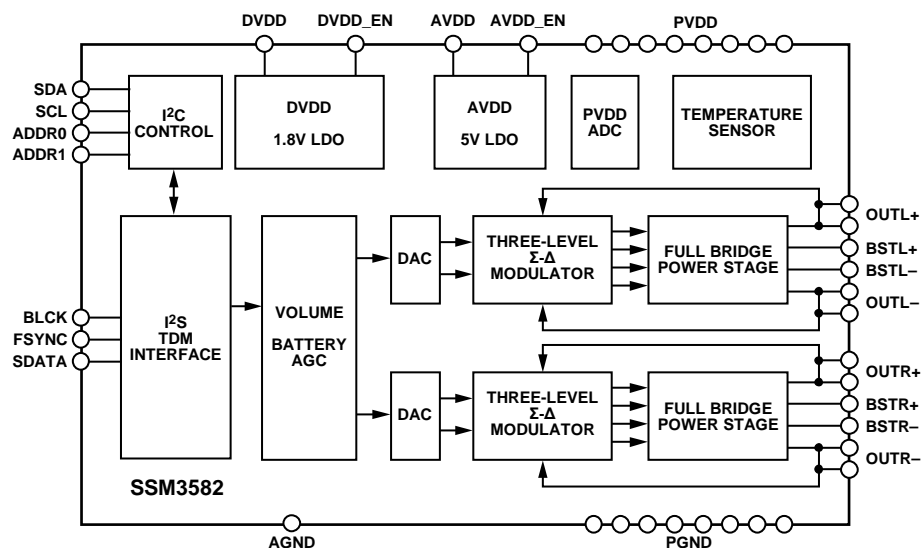 DVDD
DVDD_EN
AVDD
AVDD_EN
PVDD
SDA
SCL
ADDR0
ADDR1
I2C
CONTROL
DVDD
1.8V LDO
AVDD
5V LDO
PVDD
ADC
TEMPERATURE
SENSOR
BLCK
FSYNC
SDATA
I2S
TDM
INTERFACE
VOLUME
BATTERY
AGC
DAC
THREE-LEVEL
Σ-Δ
MODULATOR
FULL BRIDGE
POWER STAGE
OUTL+
BSTL+
BSTL–
OUTL–
DAC
THREE-LEVEL
Σ-Δ
MODULATOR
FULL BRIDGE
POWER STAGE
OUTR+
BSTR+
BSTR–
OUTR–
SSM3582
AGND
PGND